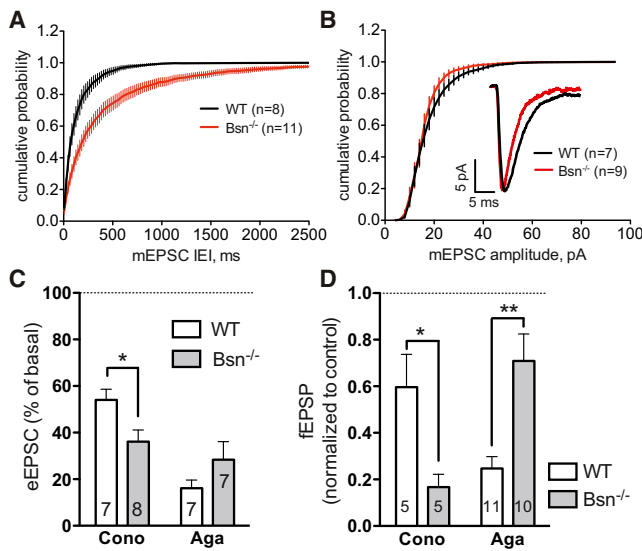 A
cumulative probability
1.0
0.8
0.6
0.4
0.2
0.0
WT (n=8)
Bsn-/- (n=11)
0 500 1000 1500 2000 2500
mEPSC IEI, ms
B
cumulative probability
1.0
0.8
0.6
0.4
0.2
0.0
5 pA
5 ms
WT (n=7)
Bsn-/- (n=9)
0 20 40 60 80 100
mEPSC amplitude, pA
C
eEPSC (% of basal)
100
80
60
40
20
0
WT
Bsn-/-
*
7 8 7 7
Cono Aga
D
fEPSP
(normalized to control)
1.0
0.8
0.6
0.4
0.2
0.0
* **
5 5 11 10
WT
Bsn-/-
Cono Aga